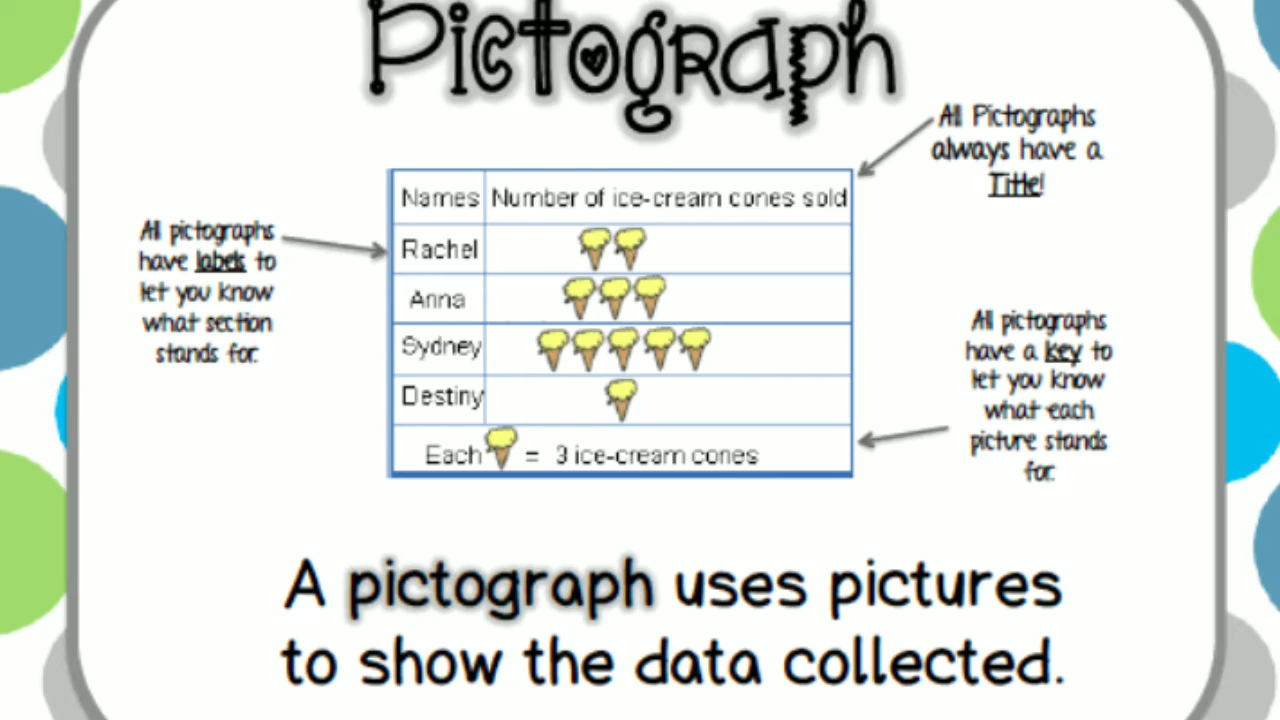 Pictograph
All Pictographs
always have a
Title!
Names Number of ice-cream cones sold
Rachel
Anna
Sydney
Destiny
Each = 3 ice-cream cones
All pictographs
have labels to
let you know
what section
stands for.
All pictographs
have a key to
let you know
what each
picture stands
for.
A pictograph uses pictures
to show the data collected.